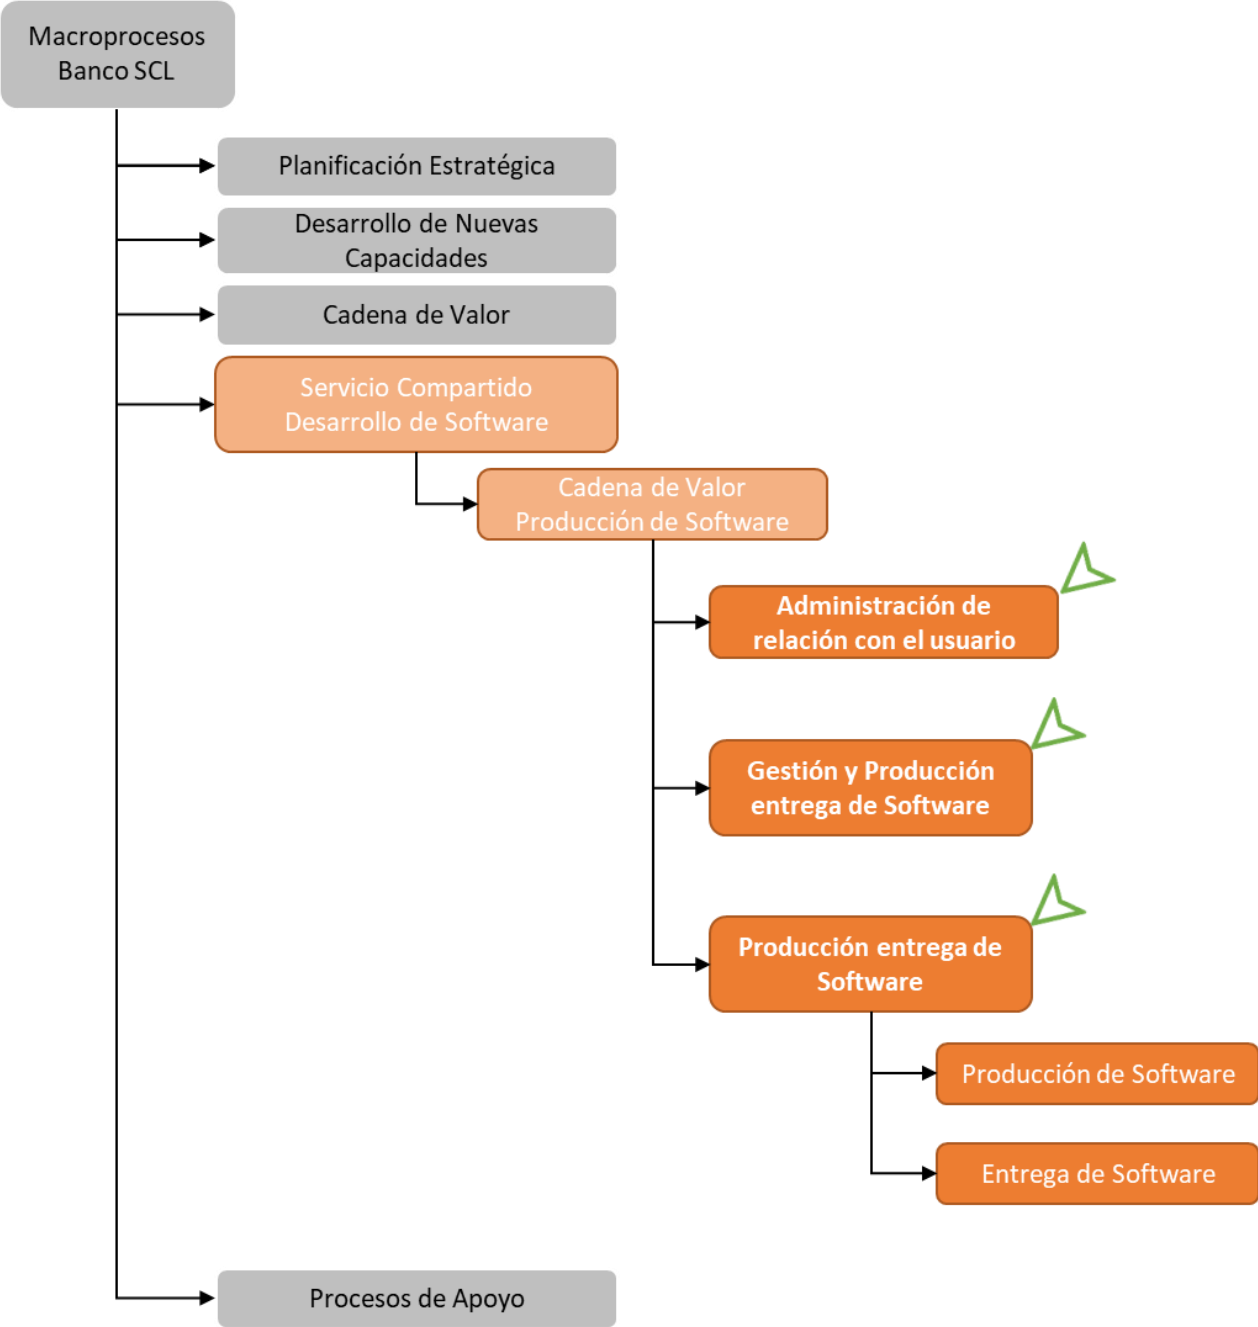 Macroprocesos
Banco SCL
Planificación Estratégica
Desarrollo de Nuevas
Capacidades
Cadena de Valor
Servicio Compartido
Desarrollo de Software
Cadena de Valor
Producción de Software
Administración de
relación con el usuario
Gestión y Producción
entrega de Software
Producción entrega de
Software
Producción de Software
Entrega de Software
Procesos de Apoyo